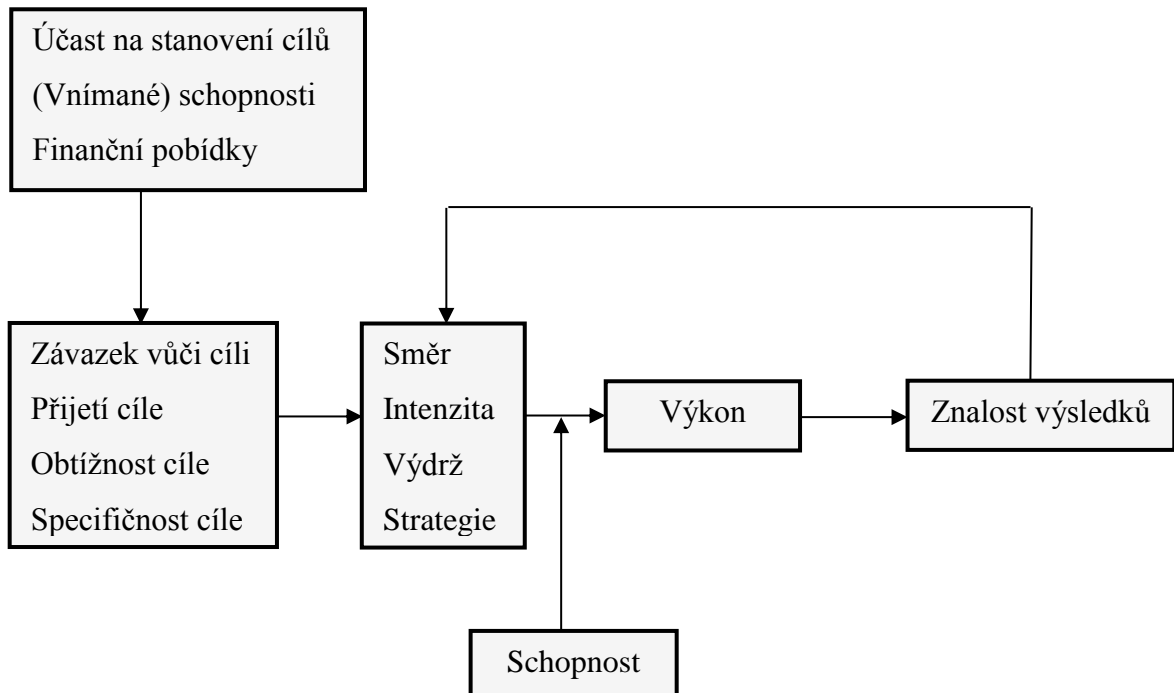 Účast na stanovení cílů
(Vnímané) schopnosti
Finanční pobídky
Závazek vůči cíli
Přijetí cíle
Obtížnost cíle
Specifičnost cíle
Směr
Intenzita
Výdrž
Strategie
Výkon
Znalost výsledků
Schopnost